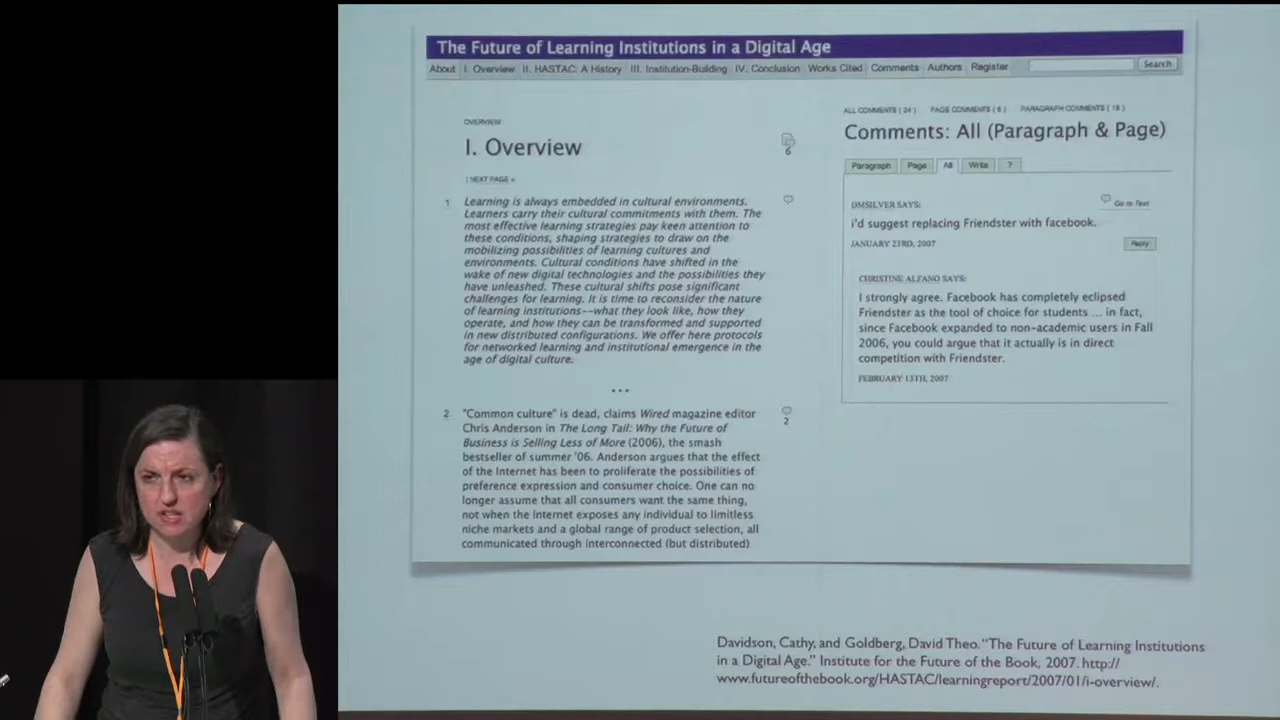 The Future of Learning Institutions in a Digital Age
About I. Overview II. HASTAC: A History III. Institution-Building IV. Conclusion Works Cited Comments Authors Register Search
OVERVIEW
I. Overview
6
[ NEXT PAGE »
1 Learning is always embedded in cultural environments.
Learners carry their cultural commitments with them. The
most effective learning strategies pay keen attention to
these conditions, shaping strategies to draw on the
mobilizing possibilities of learning cultures and
environments. Cultural conditions have shifted in the
wake of new digital technologies and the possibilities they
have unleashed. These cultural shifts pose significant
challenges for learning. It is time to reconsider the nature
of learning institutions--what they look like, how they
operate, and how they can be transformed and supported
in new distributed configurations. We offer here protocols
for networked learning and institutional emergence in the
age of digital culture.
...
2 "Common culture" is dead, claims Wired magazine editor
2
Chris Anderson in The Long Tail: Why the Future of
Business is Selling Less of More (2006), the smash
bestseller of summer '06. Anderson argues that the effect
of the Internet has been to proliferate the possibilities of
preference expression and consumer choice. One can no
longer assume that all consumers want the same thing,
not when the Internet exposes any individual to limitless
niche markets and a global range of product selection, all
communicated through interconnected (but distributed)
ALL COMMENTS ( 24 ) PAGE COMMENTS ( 6 ) PARAGRAPH COMMENTS ( 18 )
Comments: All (Paragraph & Page)
Paragraph Page All Write ?
DMSILVER SAYS: Go to Text
i'd suggest replacing Friendster with facebook.
JANUARY 23RD, 2007 Reply
CHRISTINE ALFANO SAYS:
I strongly agree. Facebook has completely eclipsed
Friendster as the tool of choice for students ... in fact,
since Facebook expanded to non-academic users in Fall
2006, you could argue that it actually is in direct
competition with Friendster.
FEBRUARY 13TH, 2007
Davidson, Cathy, and Goldberg, David Theo. "The Future of Learning Institutions
in a Digital Age." Institute for the Future of the Book, 2007. http://
www.futureofthebook.org/HASTAC/learningreport/2007/01/i-overview/.